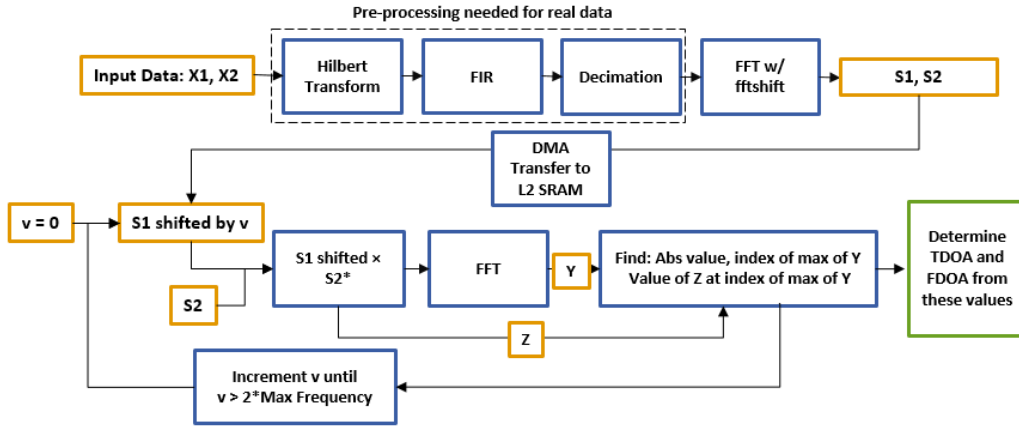 Pre-processing needed for real data
Input Data: X1, X2
Hilbert
Transform
FIR
Decimation
FFT w/
fftshift
S1, S2
DMA
Transfer to
L2 SRAM
v = 0
S1 shifted by v
S2
S1 shifted ×
S2*
FFT
Y
Find: Abs value, index of max of Y
Value of Z at index of max of Y
Determine
TDOA and
FDOA from
these values
Z
Increment v until
v > 2*Max Frequency